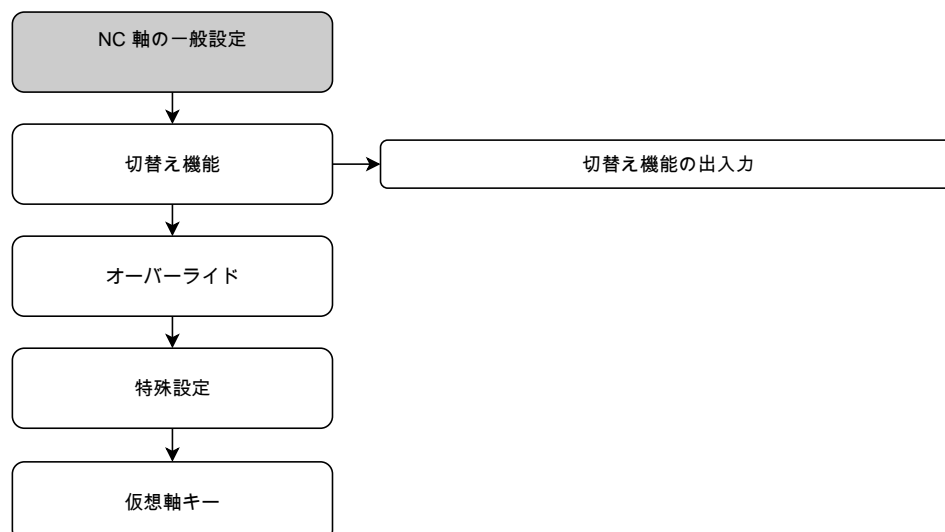 NC 軸の一般設定
切替え機能
切替え機能の出入力
オーバーライド
特殊設定
仮想軸キー